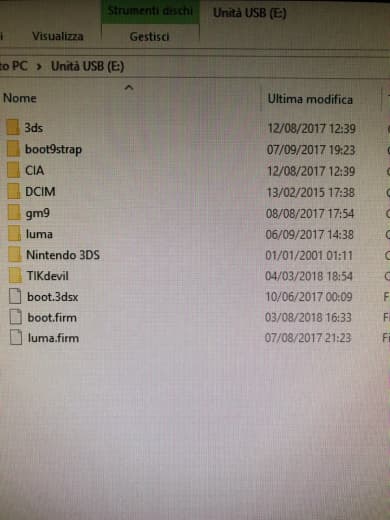 Strumenti dischi Unità USB (E:)
i Visualizza Gestisci
to PC > Unità USB (E:)
Nome Ultima modifica T
3ds 12/08/2017 12:39 C
boot9strap 07/09/2017 19:23 C
CIA 12/08/2017 12:39 C
DCIM 13/02/2015 17:38 C
gm9 08/08/2017 17:54 C
luma 06/09/2017 14:38 C
Nintendo 3DS 01/01/2001 01:11 C
TIKdevil 04/03/2018 18:54 C
boot.3dsx 10/06/2017 00:09 F
boot.firm 03/08/2018 16:33 Fi
luma.firm 07/08/2017 21:23 Fi